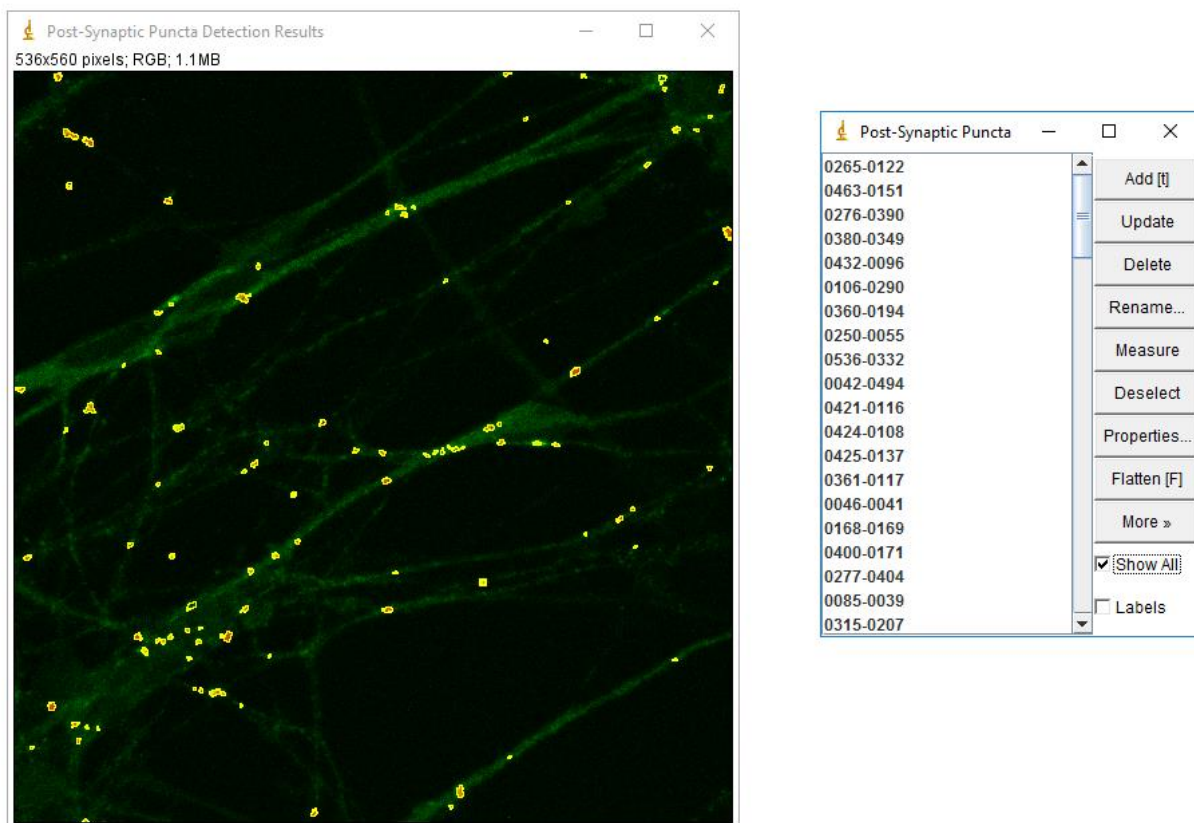 Post-Synaptic Puncta Detection Results
536x560 pixels; RGB; 1.1MB
Post-Synaptic Puncta
0265-0122
0463-0151
0276-0390
0380-0349
0432-0096
0106-0290
0360-0194
0250-0055
0536-0332
0042-0494
0421-0116
0424-0108
0425-0137
0361-0117
0046-0041
0168-0169
0400-0171
0277-0404
0085-0039
0315-0207
Add [t]
Update
Delete
Rename...
Measure
Deselect
Properties...
Flatten [F]
More »
Show All
Labels